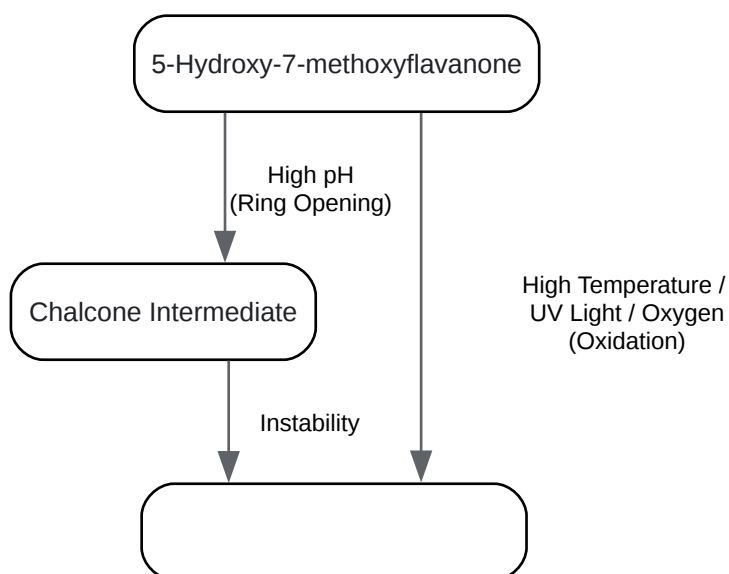 5-Hydroxy-7-methoxyflavanone
High pH
(Ring Opening)
Chalcone Intermediate
High Temperature /
UV Light / Oxygen
(Oxidation)
Instability